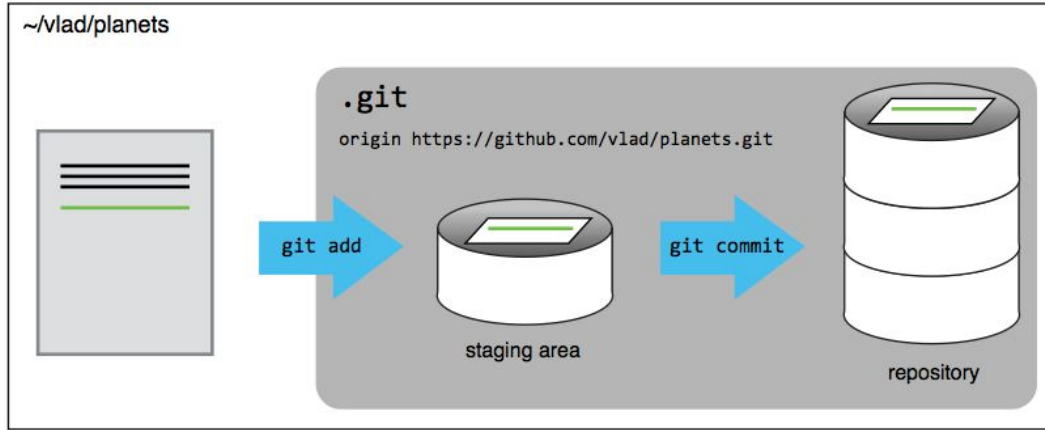 ~/vlad/planets
.git
origin https://github.com/vlad/planets.git
git add
git commit
staging area
repository